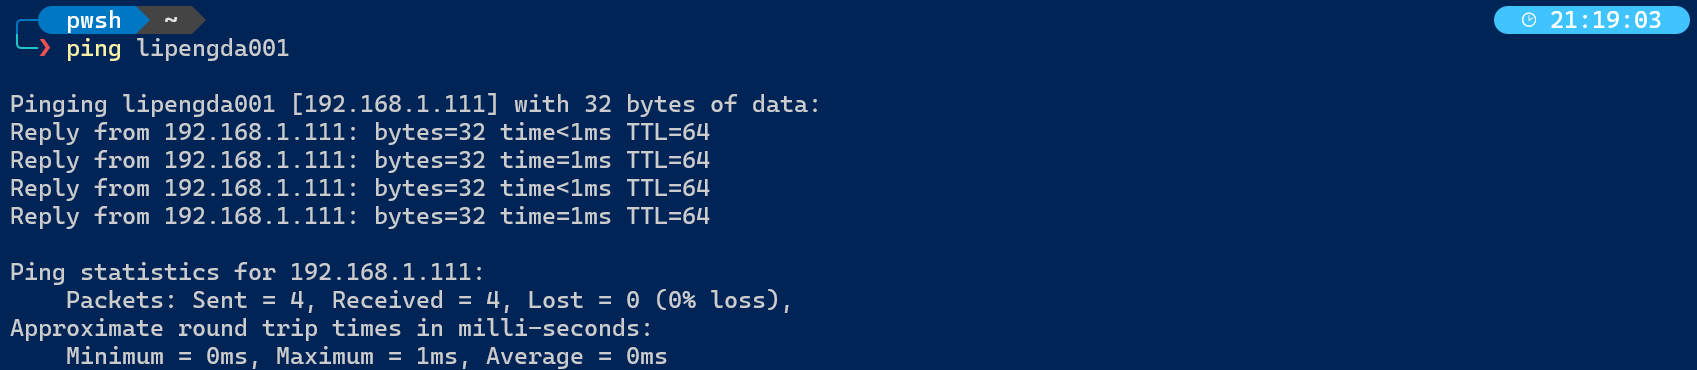 pwsh ~ 21:19:03
❯ ping lipengda001
Pinging lipengda001 [192.168.1.111] with 32 bytes of data:
Reply from 192.168.1.111: bytes=32 time<1ms TTL=64
Reply from 192.168.1.111: bytes=32 time=1ms TTL=64
Reply from 192.168.1.111: bytes=32 time<1ms TTL=64
Reply from 192.168.1.111: bytes=32 time=1ms TTL=64
Ping statistics for 192.168.1.111:
    Packets: Sent = 4, Received = 4, Lost = 0 (0% loss),
Approximate round trip times in milli-seconds:
    Minimum = 0ms, Maximum = 1ms, Average = 0ms